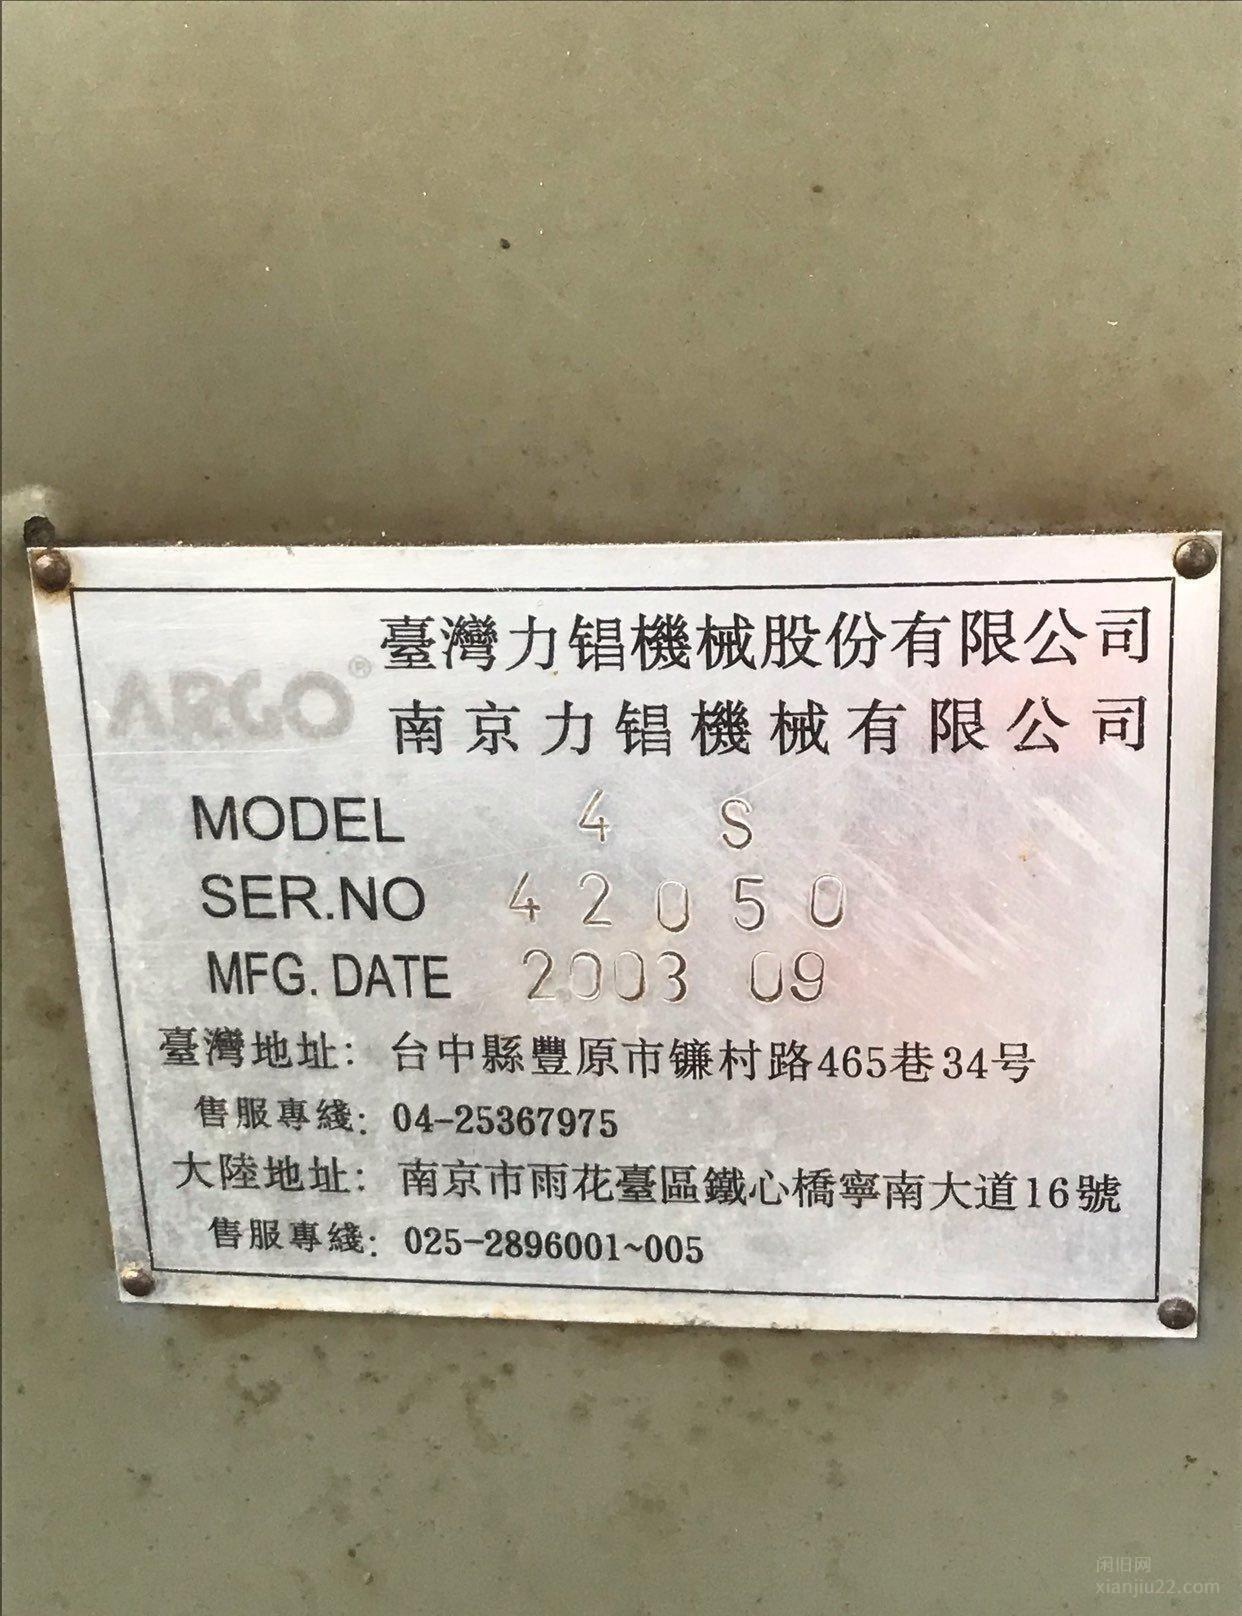 ARGO®
臺灣力锠機械股份有限公司
南京力锠機械有限公司
MODEL 4 S
SER.NO 42050
MFG. DATE 2003 09
臺灣地址: 台中縣豐原市镰村路465巷34号
售服專綫: 04-25367975
大陸地址: 南京市雨花臺區鐵心橋寧南大道16號
售服專綫: 025-2896001~005
闲旧网
xianjiu22.com